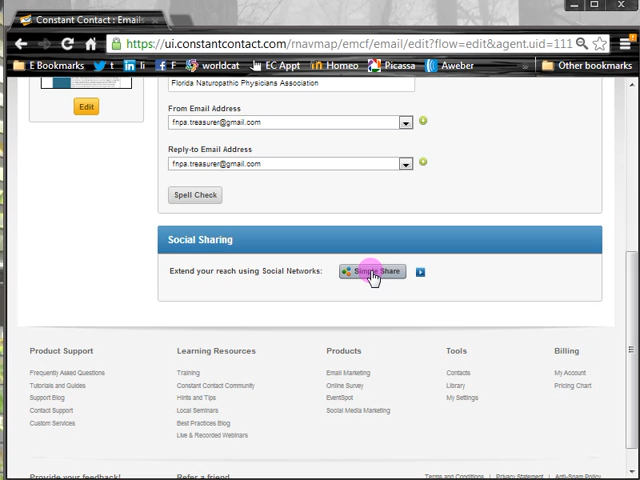 Constant Contact : Emails
https://ui.constantcontact.com/rnavmap/emcf/email/edit?flow=edit&agent.uid=111
E Bookmarks t li F worldcat EC Appt Homeo Picassa Aweber » Other bookmarks
Florida Naturopathic Physicians Association
Edit
From Email Address
fnpa.treasurer@gmail.com
Reply-to Email Address
fnpa.treasurer@gmail.com
Spell Check
Social Sharing
Extend your reach using Social Networks: Simple Share
Product Support
Frequently Asked Questions
Tutorials and Guides
Support Blog
Contact Support
Custom Services
Learning Resources
Training
Constant Contact Community
Hints and Tips
Local Seminars
Best Practices Blog
Live & Recorded Webinars
Products
Email Marketing
Online Survey
EventSpot
Social Media Marketing
Tools
Contacts
Library
My Settings
Billing
My Account
Pricing Chart
Provide your feedback!
Refer a friend
Terms and Conditions | Privacy Statement | Anti-Spam Policy